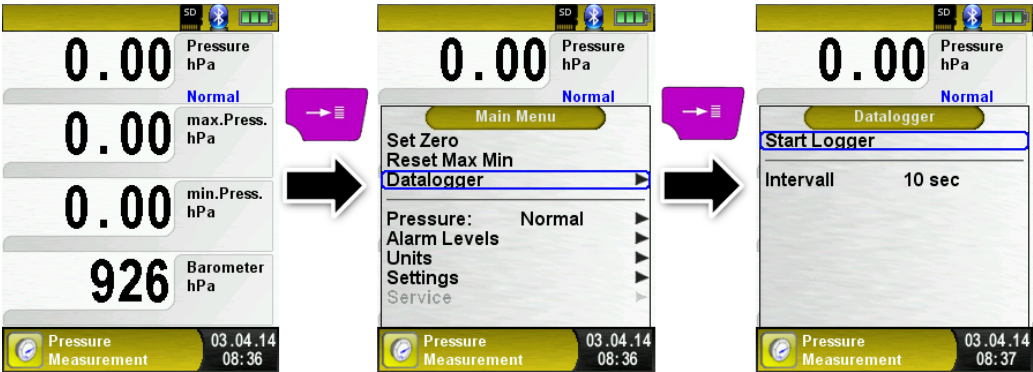 SD
0.00 Pressure
hPa
Normal
0.00 max.Press.
hPa
0.00 min.Press.
hPa
926 Barometer
hPa
Pressure 03.04.14
Measurement 08:36
SD
0.00 Pressure
hPa
Normal
Main Menu
Set Zero
Reset Max Min
Datalogger
Pressure: Normal
Alarm Levels
Units
Settings
Service
Pressure 03.04.14
Measurement 08:36
SD
0.00 Pressure
hPa
Normal
Datalogger
Start Logger
Intervall 10 sec
Pressure 03.04.14
Measurement 08:37